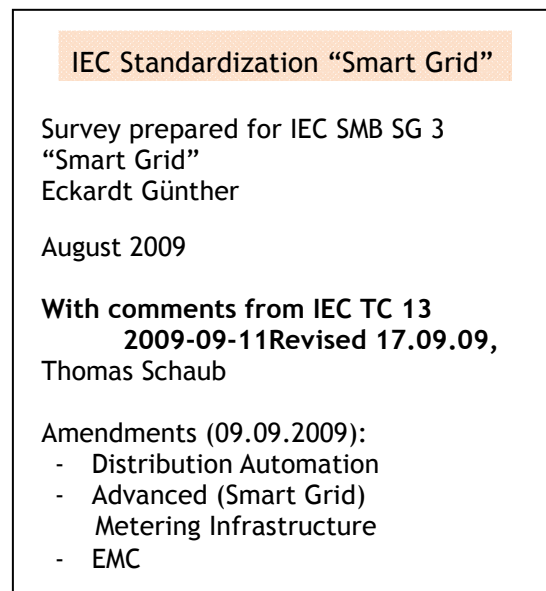 IEC Standardization “Smart Grid”
Survey prepared for IEC SMB SG 3
“Smart Grid”
Eckardt Günther
August 2009
With comments from IEC TC 13
2009-09-11Revised 17.09.09,
Thomas Schaub
Amendments (09.09.2009):
- Distribution Automation
- Advanced (Smart Grid)
Metering Infrastructure
- EMC